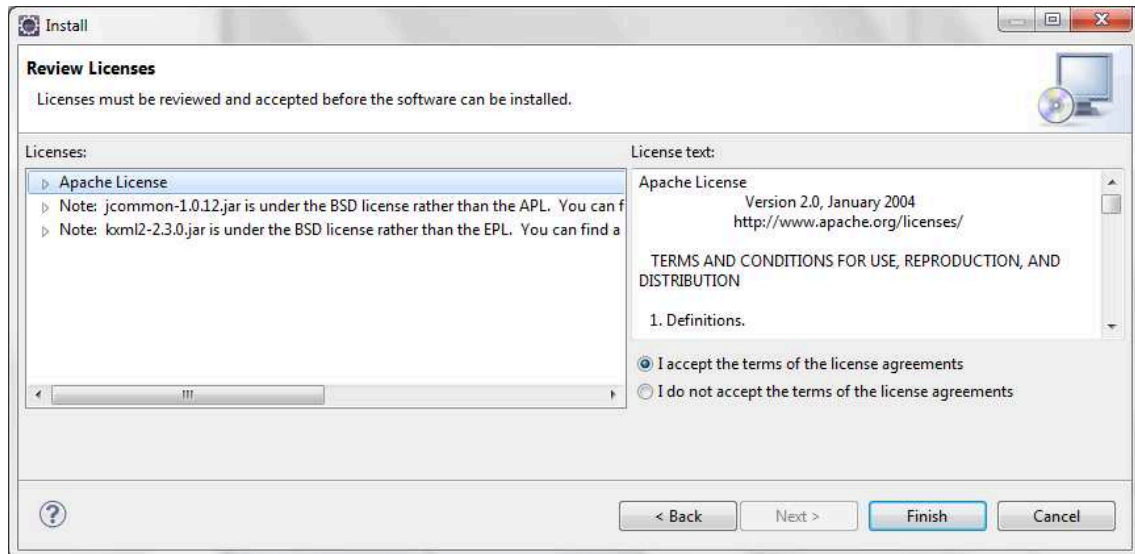 Install
Review Licenses
Licenses must be reviewed and accepted before the software can be installed.
Licenses:
Apache License
Note:  jcommon-1.0.12.jar is under the BSD license rather than the APL.  You can f
Note:  kxml2-2.3.0.jar is under the BSD license rather than the EPL.  You can find a
License text:
Apache License
Version 2.0, January 2004
http://www.apache.org/licenses/
TERMS AND CONDITIONS FOR USE, REPRODUCTION, AND
DISTRIBUTION
1. Definitions.
I accept the terms of the license agreements
I do not accept the terms of the license agreements
?
< Back
Next >
Finish
Cancel